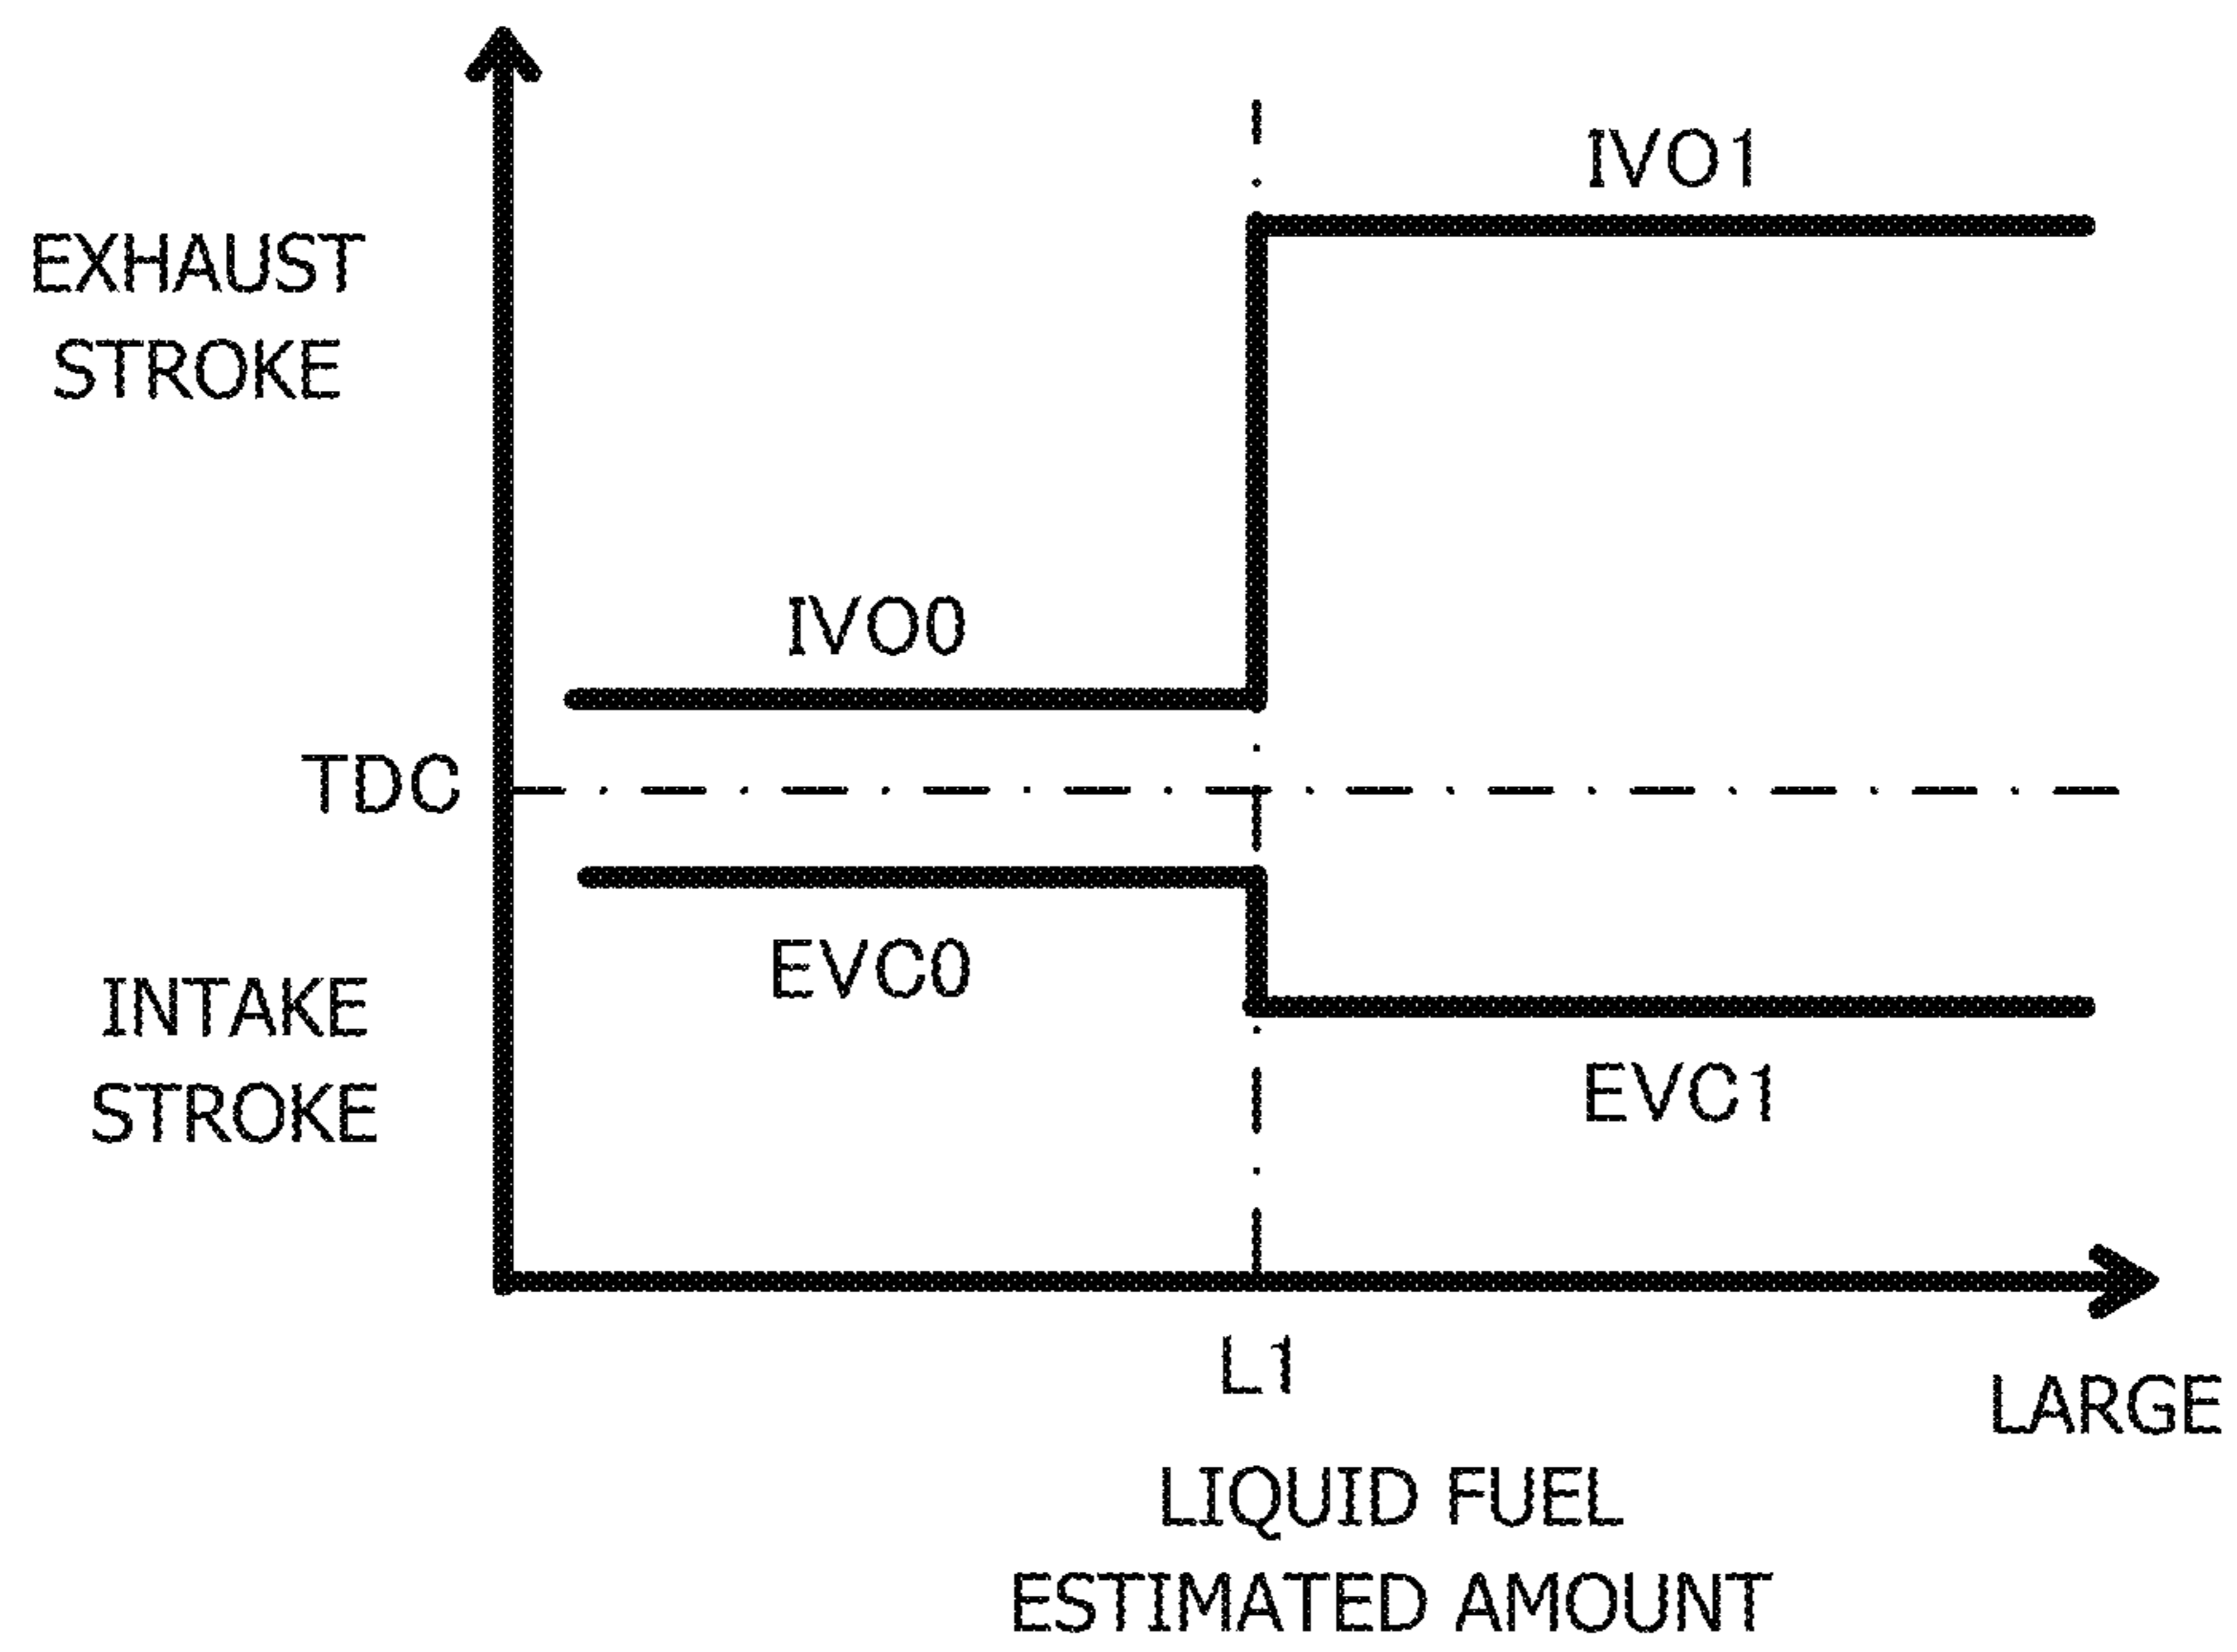 IVO1
EXHAUST
STROKE
IVO0
TDC
EVC0
INTAKE
STROKE
EVC1
L1
LARGE
LIQUID FUEL
ESTIMATED AMOUNT